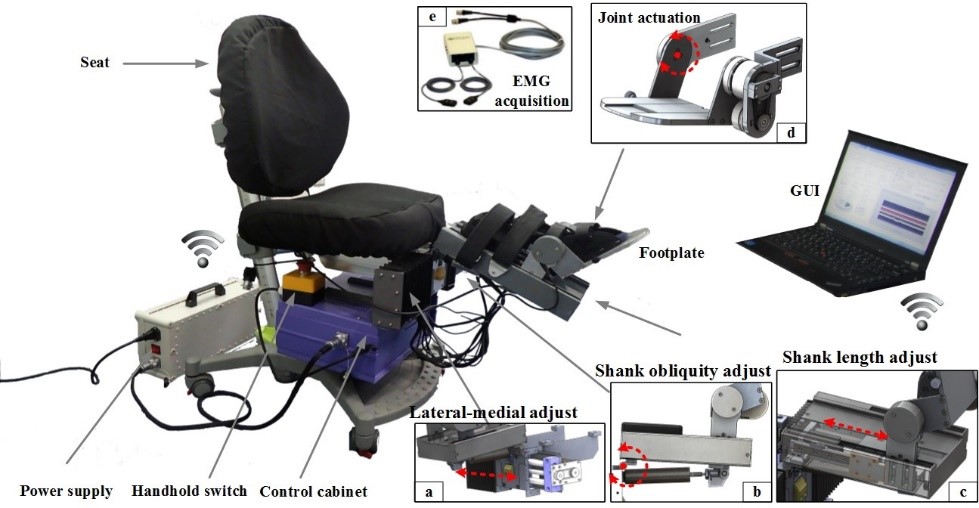 e
EMG
acquisition
Joint actuation
d
Seat
GUI
Footplate
Shank obliquity adjust
Shank length adjust
Lateral-medial adjust
a
b
c
Power supply
Handhold switch
Control cabinet